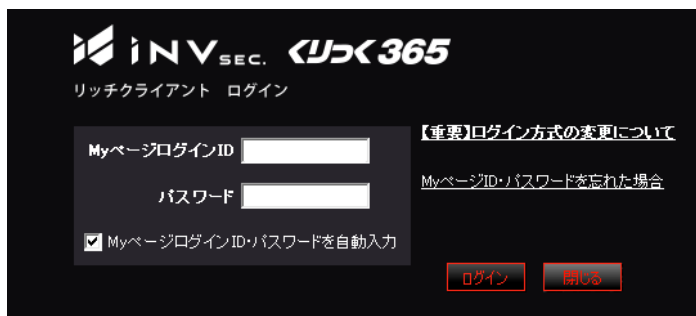 iNVSEC. くりっく365
リッチクライアント ログイン
MyページログインID
パスワード
MyページログインID・パスワードを自動入力
【重要】ログイン方式の変更について
MyページID・パスワードを忘れた場合
ログイン
閉じる